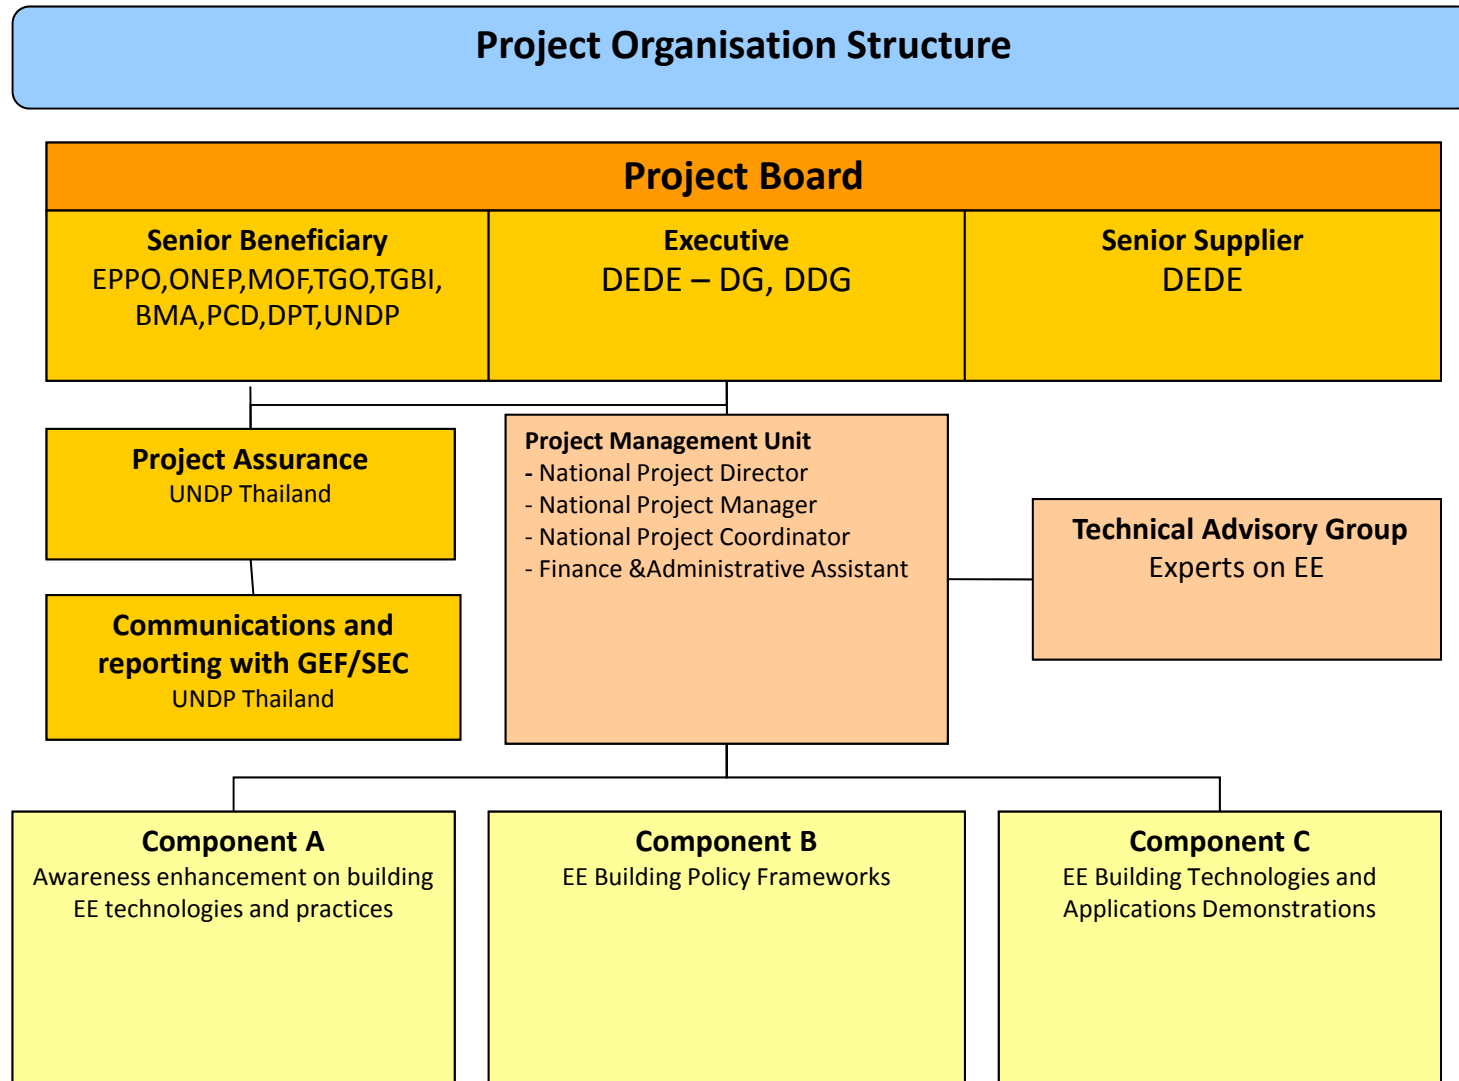 Project Organisation Structure
Project Board
Senior Beneficiary
EPPO,ONEP,MOF,TGO,TGBI,
BMA,PCD,DPT,UNDP
Executive
DEDE – DG, DDG
Senior Supplier
DEDE
Project Assurance
UNDP Thailand
Communications and
reporting with GEF/SEC
UNDP Thailand
Project Management Unit
- National Project Director
- National Project Manager
- National Project Coordinator
- Finance &Administrative Assistant
Technical Advisory Group
Experts on EE
Component A
Awareness enhancement on building
EE technologies and practices
Component B
EE Building Policy Frameworks
Component C
EE Building Technologies and
Applications Demonstrations